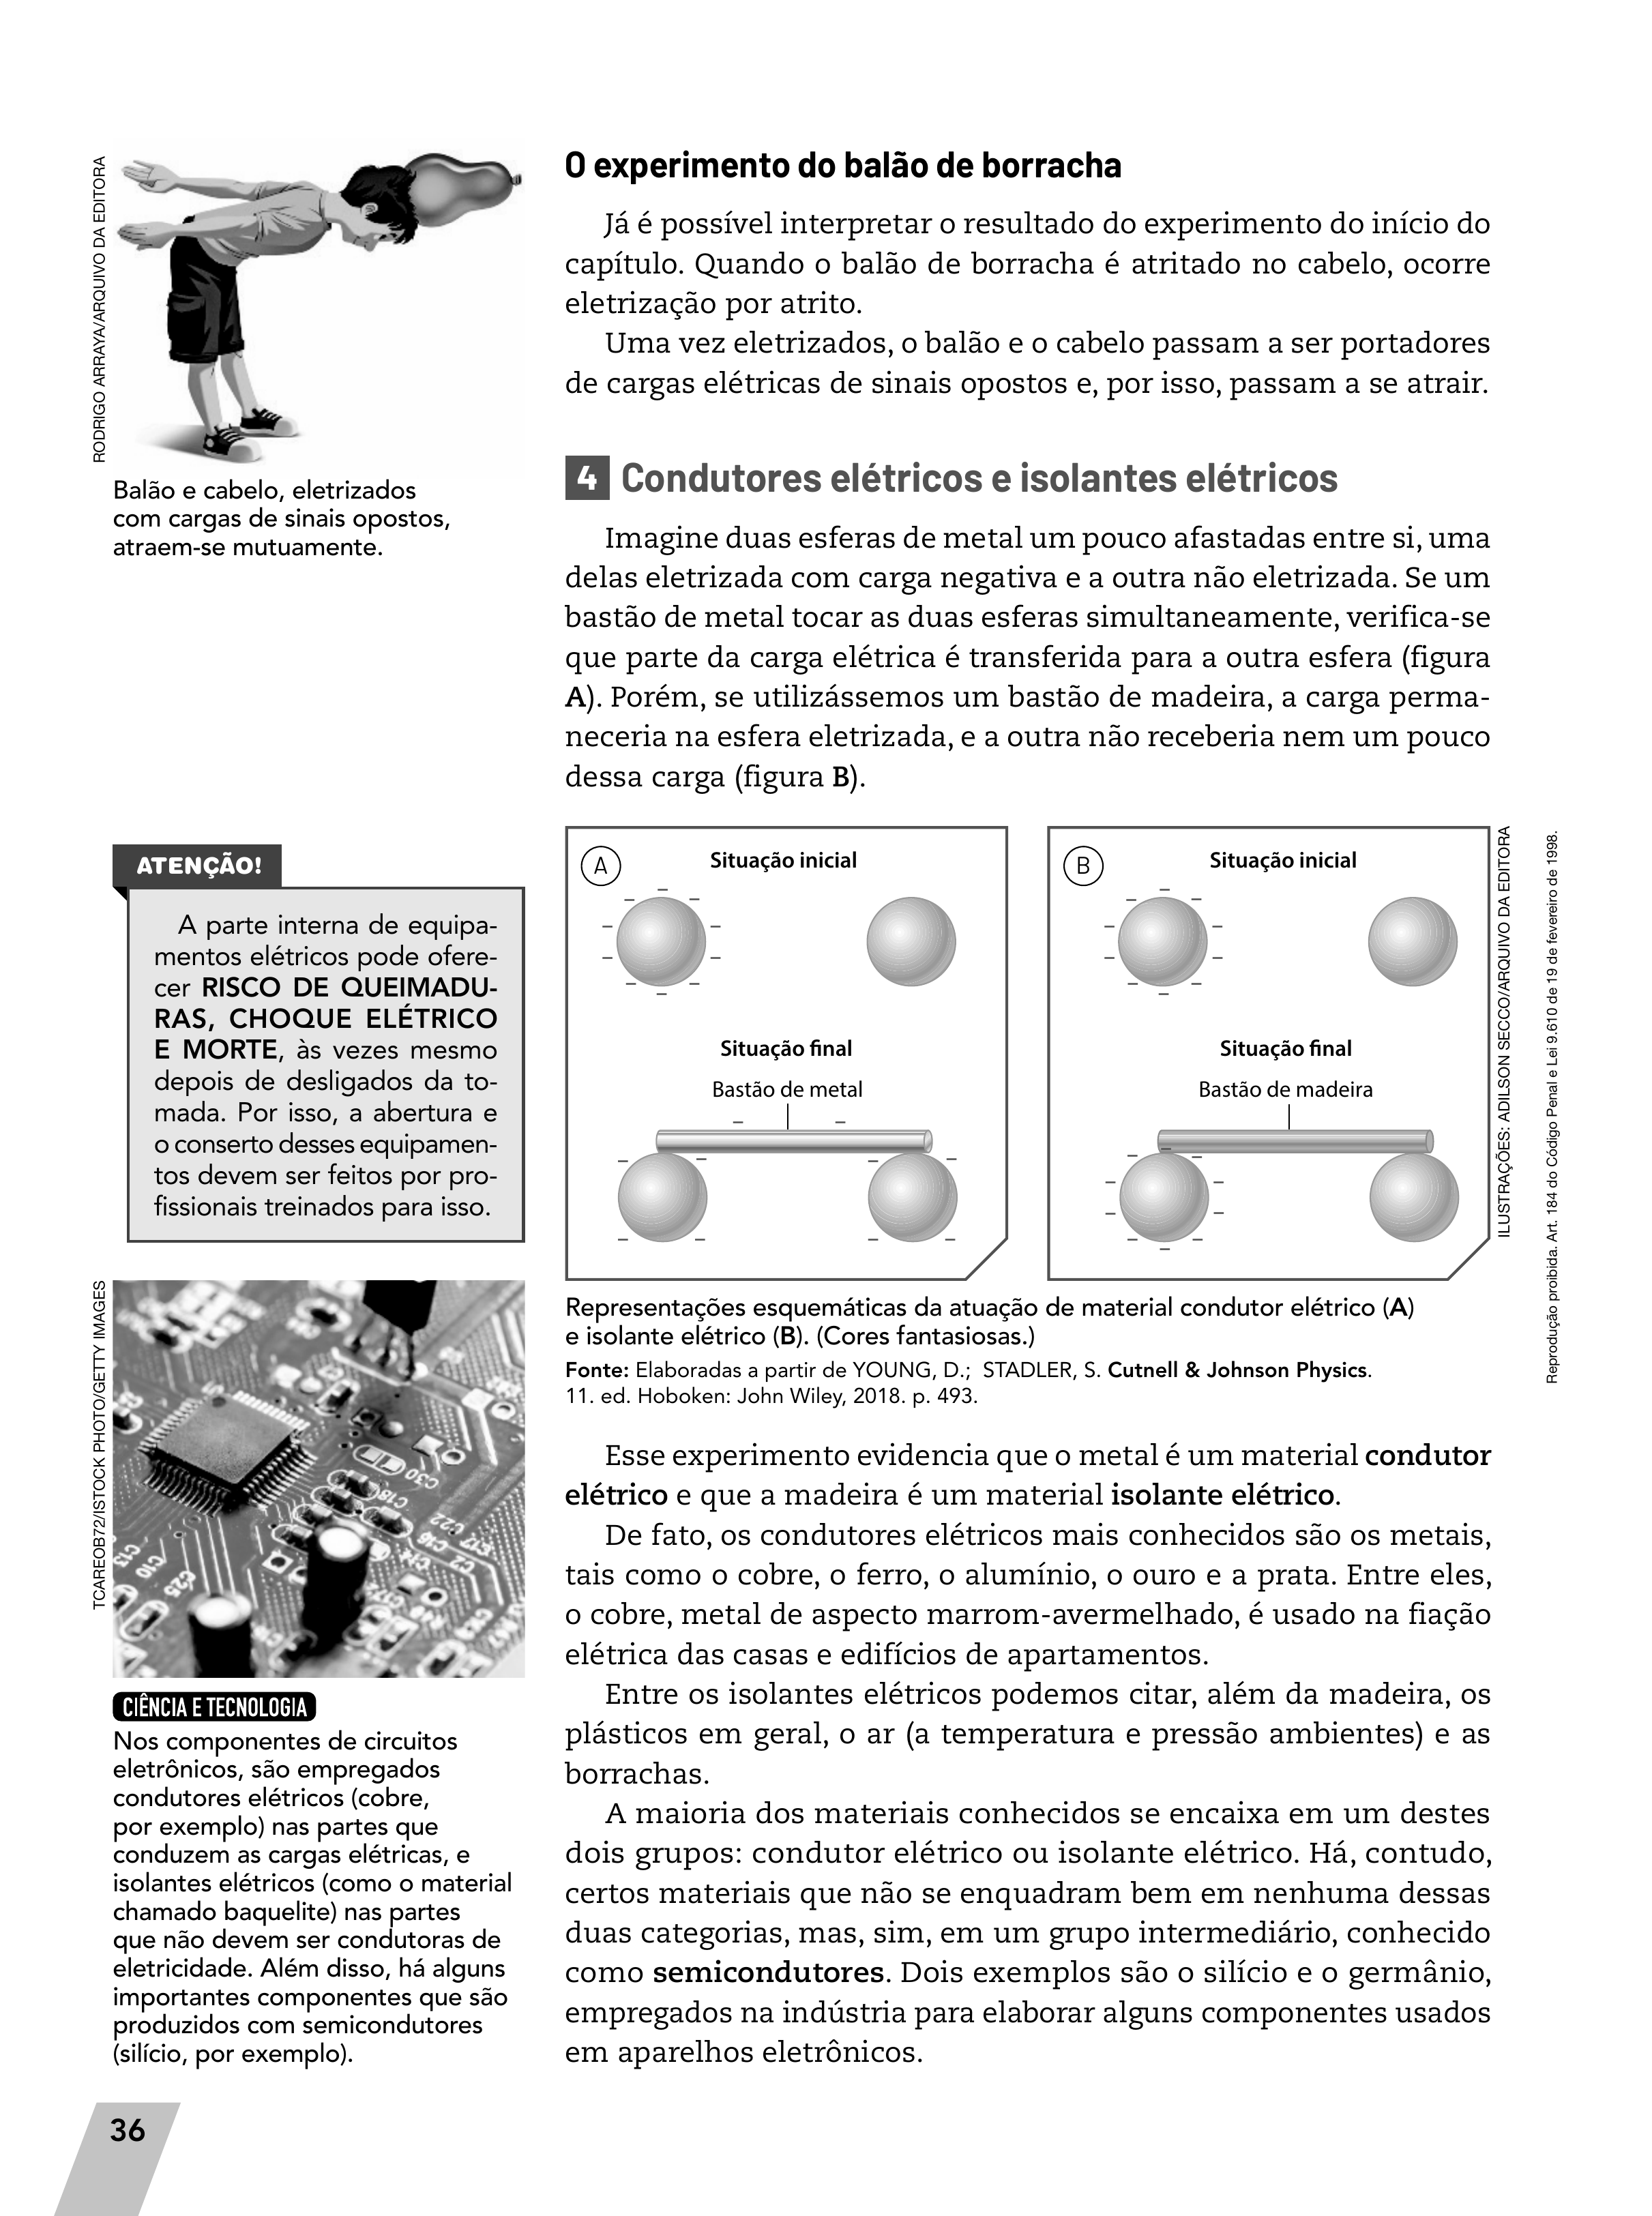 RODRIGO ARRAYA/ARQUIVO DA EDITORA
Balão e cabelo, eletrizados
com cargas de sinais opostos,
atraem-se mutuamente.
O experimento do balão de borracha
Já é possível interpretar o resultado do experimento do início do
capítulo. Quando o balão de borracha é atritado no cabelo, ocorre
eletrização por atrito.
Uma vez eletrizados, o balão e o cabelo passam a ser portadores
de cargas elétricas de sinais opostos e, por isso, passam a se atrair.
4 Condutores elétricos e isolantes elétricos
Imagine duas esferas de metal um pouco afastadas entre si, uma
delas eletrizada com carga negativa e a outra não eletrizada. Se um
bastão de metal tocar as duas esferas simultaneamente, verifica-se
que parte da carga elétrica é transferida para a outra esfera (figura
A). Porém, se utilizássemos um bastão de madeira, a carga perma-
neceria na esfera eletrizada, e a outra não receberia nem um pouco
dessa carga (figura B).
ATENÇÃO!
A parte interna de equipa-
mentos elétricos pode ofere-
cer RISCO DE QUEIMADU-
RAS, CHOQUE ELÉTRICO
E MORTE, às vezes mesmo
depois de desligados da to-
mada. Por isso, a abertura e
o conserto desses equipamen-
tos devem ser feitos por pro-
fissionais treinados para isso.
A
Situação inicial
Situação final
Bastão de metal
B
Situação inicial
Situação final
Bastão de madeira
ILUSTRAÇÕES: ADILSON SECCO/ARQUIVO DA EDITORA
Reprodução proibida. Art. 184 do Código Penal e Lei 9.610 de 19 de fevereiro de 1998.
Representações esquemáticas da atuação de material condutor elétrico (A)
e isolante elétrico (B). (Cores fantasiosas.)
Fonte: Elaboradas a partir de YOUNG, D.; STADLER, S. Cutnell & Johnson Physics.
11. ed. Hoboken: John Wiley, 2018. p. 493.
Esse experimento evidencia que o metal é um material condutor
elétrico e que a madeira é um material isolante elétrico.
De fato, os condutores elétricos mais conhecidos são os metais,
tais como o cobre, o ferro, o alumínio, o ouro e a prata. Entre eles,
o cobre, metal de aspecto marrom-avermelhado, é usado na fiação
elétrica das casas e edifícios de apartamentos.
Entre os isolantes elétricos podemos citar, além da madeira, os
plásticos em geral, o ar (a temperatura e pressão ambientes) e as
borrachas.
A maioria dos materiais conhecidos se encaixa em um destes
dois grupos: condutor elétrico ou isolante elétrico. Há, contudo,
certos materiais que não se enquadram bem em nenhuma dessas
duas categorias, mas, sim, em um grupo intermediário, conhecido
como semicondutores. Dois exemplos são o silício e o germânio,
empregados na indústria para elaborar alguns componentes usados
em aparelhos eletrônicos.
TCAREOB72/ISTOCK PHOTO/GETTY IMAGES
C30
C18
C22
C25
CIÊNCIA E TECNOLOGIA
Nos componentes de circuitos
eletrônicos, são empregados
condutores elétricos (cobre,
por exemplo) nas partes que
conduzem as cargas elétricas, e
isolantes elétricos (como o material
chamado baquelite) nas partes
que não devem ser condutoras de
eletricidade. Além disso, há alguns
importantes componentes que são
produzidos com semicondutores
(silício, por exemplo).
36